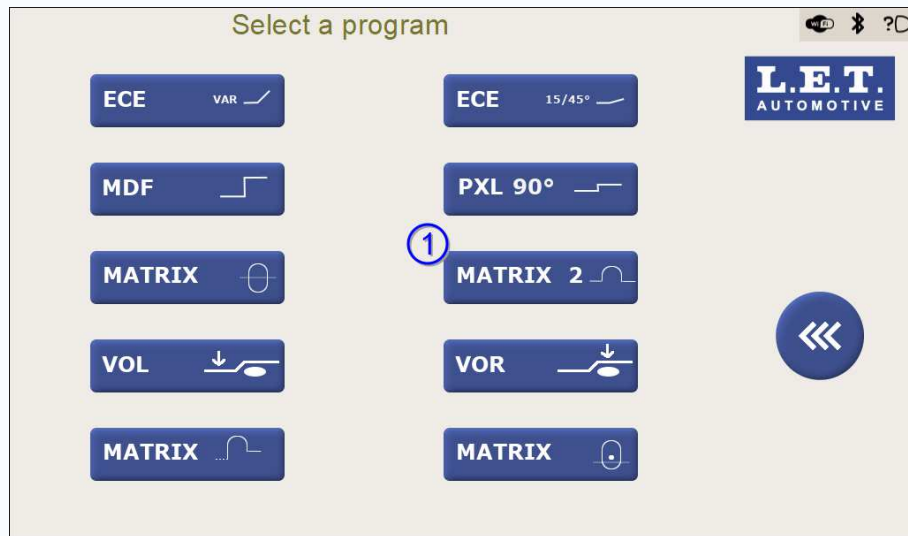 Select a program
WiFi
?
L.E.T.
AUTOMOTIVE
ECE VAR
ECE 15/45°
MDF
PXL 90°
1
MATRIX
MATRIX 2
VOL
VOR
MATRIX
MATRIX